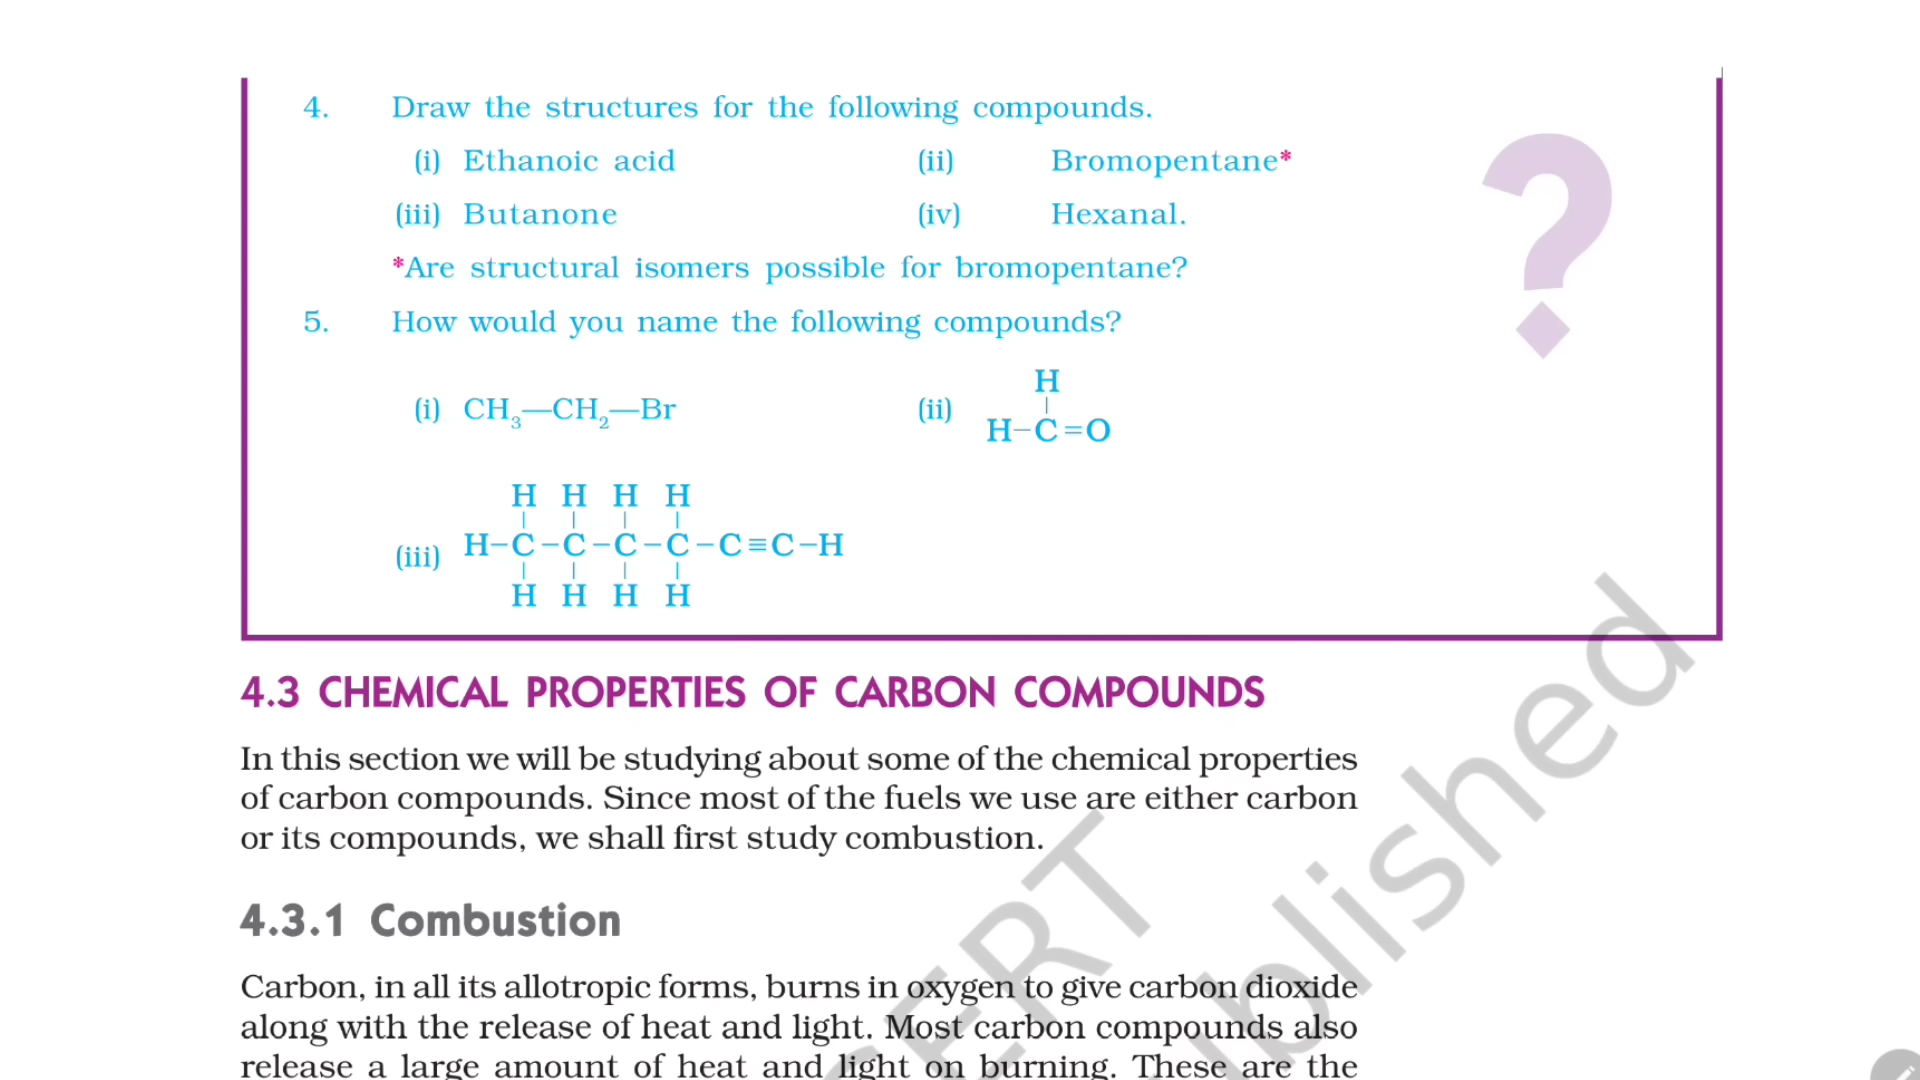 4. Draw the structures for the following compounds.
(i) Ethanoic acid (ii) Bromopentane*
(iii) Butanone (iv) Hexanal.
*Are structural isomers possible for bromopentane?
5. How would you name the following compounds?
H
|
(i) CH₃—CH₂—Br (ii) H–C=O
H H H H
| | | |
(iii) H–C–C–C–C–C≡C–H
| | | |
H H H H
?
4.3 CHEMICAL PROPERTIES OF CARBON COMPOUNDS
In this section we will be studying about some of the chemical properties
of carbon compounds. Since most of the fuels we use are either carbon
or its compounds, we shall first study combustion.
4.3.1 Combustion
Carbon, in all its allotropic forms, burns in oxygen to give carbon dioxide
along with the release of heat and light. Most carbon compounds also
release a large amount of heat and light on burning. These are the